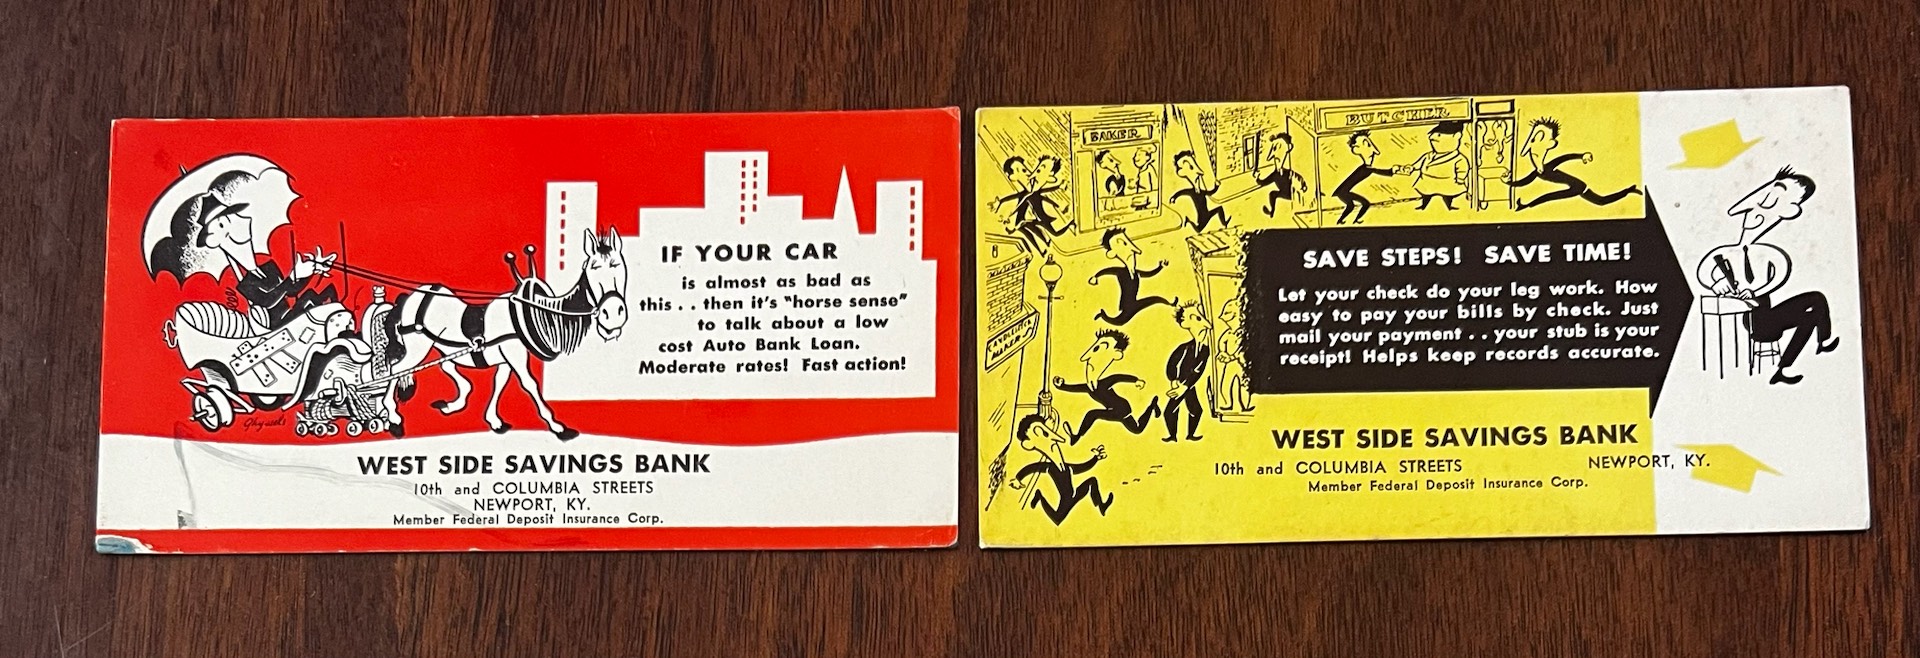 IF YOUR CAR
is almost as bad as
this . . then it's "horse sense"
to talk about a low
cost Auto Bank Loan.
Moderate rates! Fast action!
WEST SIDE SAVINGS BANK
10th and COLUMBIA STREETS
NEWPORT, KY.
Member Federal Deposit Insurance Corp.
BAKER
BUTCHER
SAVE STEPS! SAVE TIME!
Let your check do your leg work. How
easy to pay your bills by check. Just
mail your payment . . your stub is your
receipt! Helps keep records accurate.
WEST SIDE SAVINGS BANK
10th and COLUMBIA STREETS NEWPORT, KY.
Member Federal Deposit Insurance Corp.